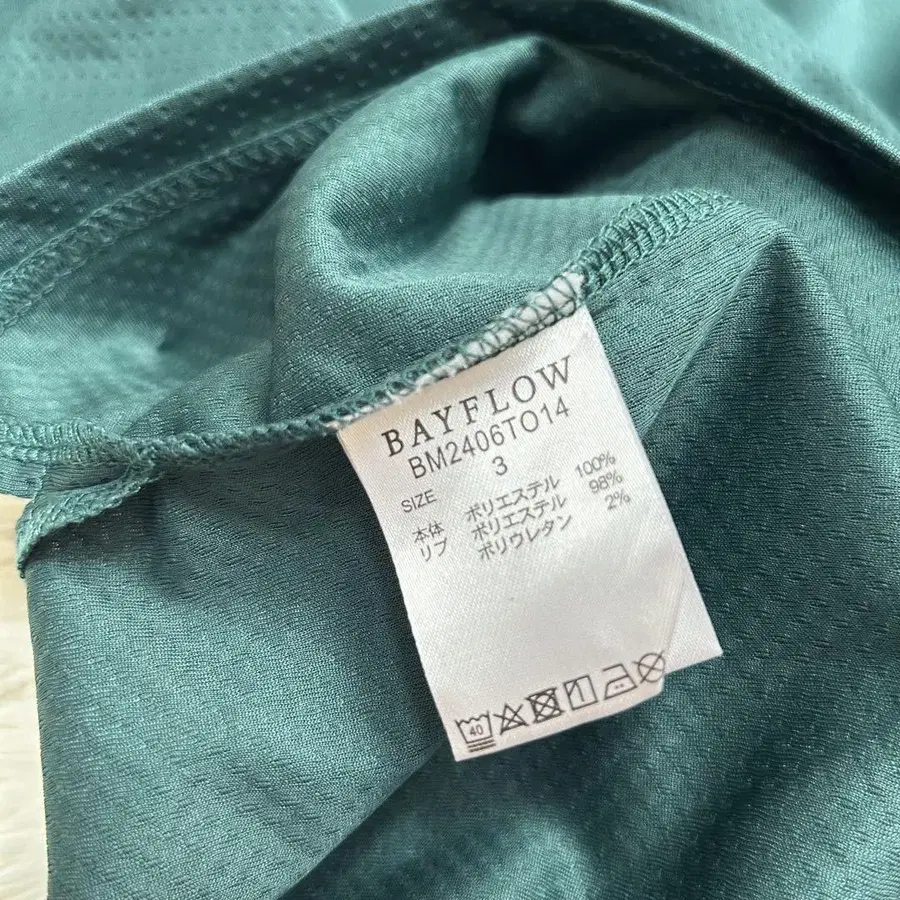 BAYFLOW
BM2406TO14
SIZE 3
本体 ポリエステル 100%
リブ ポリエステル 98%
ポリウレタン 2%
40